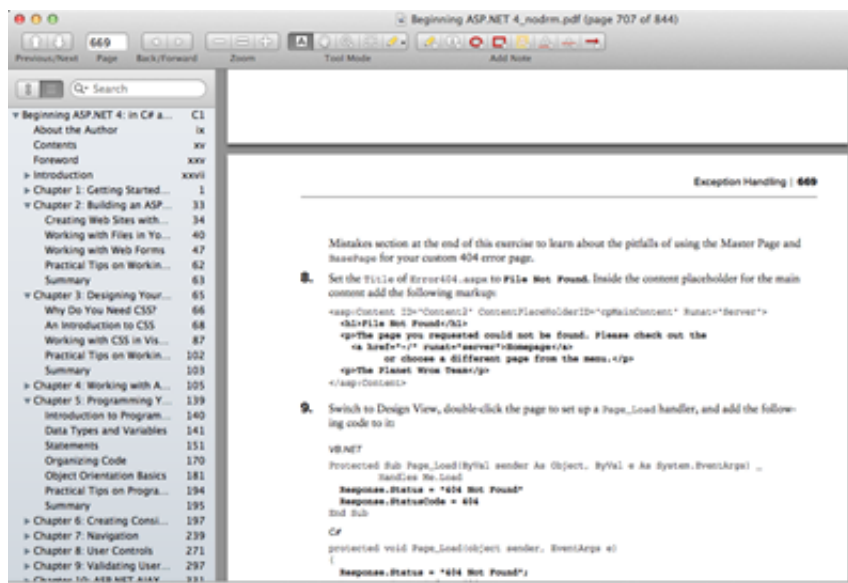 Beginning ASP.NET 4_nodrm.pdf (page 707 of 844)
669
Previous/Next Page Back/Forward Zoom Tool Mode Add Note
Search
Beginning ASP.NET 4: in C# a... C1
About the Author ix
Contents xv
Foreword xxv
Introduction xxvii
Chapter 1: Getting Started... 1
Chapter 2: Building an ASP... 33
Creating Web Sites with... 34
Working with Files in Yo... 40
Working with Web Forms 47
Practical Tips on Workin... 62
Summary 63
Chapter 3: Designing Your... 65
Why Do You Need CSS? 66
An Introduction to CSS 68
Working with CSS in Vis... 87
Practical Tips on Workin... 102
Summary 103
Chapter 4: Working with A... 105
Chapter 5: Programming Y... 139
Introduction to Program... 140
Data Types and Variables 141
Statements 151
Organizing Code 170
Object Orientation Basics 181
Practical Tips on Progra... 194
Summary 195
Chapter 6: Creating Consi... 197
Chapter 7: Navigation 239
Chapter 8: User Controls 271
Chapter 9: Validating User... 297
Chapter 10: ASP.NET AJAX 331
Exception Handling | 669
Mistakes section at the end of this exercise to learn about the pitfalls of using the Master Page and
BasePage for your custom 404 error page.
8. Set the Title of Error404.aspx to File Not Found. Inside the content placeholder for the main
content add the following markup:
<asp:Content ID="Content2" ContentPlaceHolderID="cpMainContent" Runat="Server">
<h1>File Not Found</h1>
<p>The page you requested could not be found. Please check out the
<a href="~/" runat="server">Homepage</a>
or choose a different page from the menu.</p>
<p>The Planet Wrox Team</p>
</asp:Content>
9. Switch to Design View, double-click the page to set up a Page_Load handler, and add the follow-
ing code to it:
VB.NET
Protected Sub Page_Load(ByVal sender As Object, ByVal e As System.EventArgs) _
Handles Me.Load
Response.Status = "404 Not Found"
Response.StatusCode = 404
End Sub
C#
protected void Page_Load(object sender, EventArgs e)
{
Response.Status = "404 Not Found";